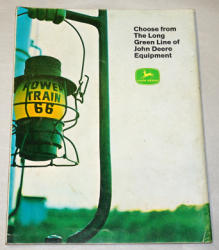 POWER
TRAIN
66
Choose from
The Long
Green Line of
John Deere
Equipment
JOHN DEERE